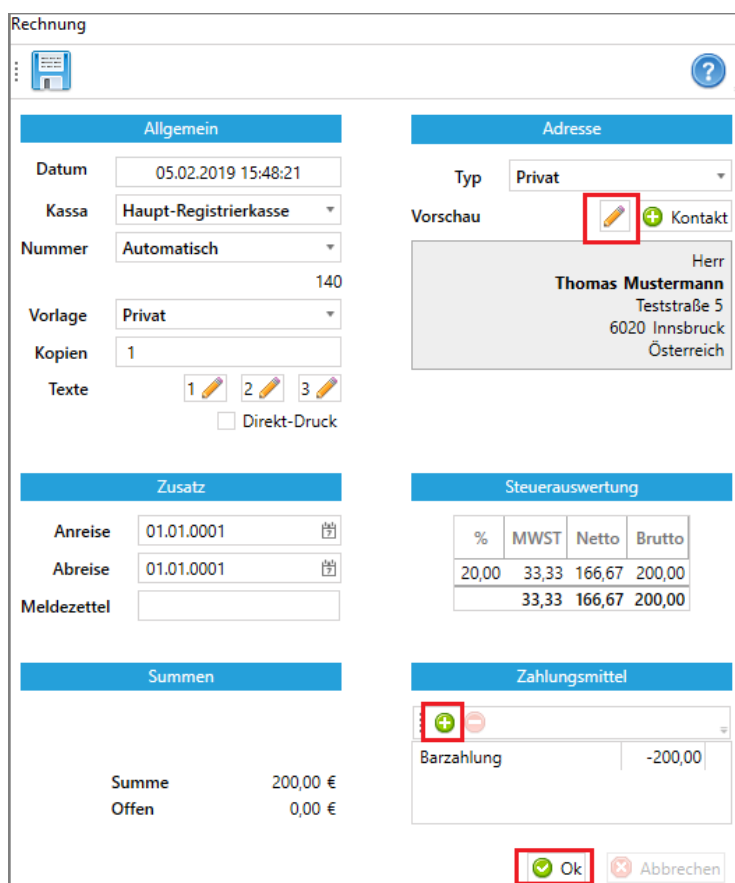 Rechnung
?
Allgemein
Datum 05.02.2019 15:48:21
Kassa Haupt-Registrierkasse
Nummer Automatisch
140
Vorlage Privat
Kopien 1
Texte 1 2 3
Direkt-Druck
Adresse
Typ Privat
Vorschau Kontakt
Herr
Thomas Mustermann
Teststraße 5
6020 Innsbruck
Österreich
Zusatz
Anreise 01.01.0001 7
Abreise 01.01.0001 7
Meldezettel
Steuerauswertung
% MWST Netto Brutto
20,00 33,33 166,67 200,00
33,33 166,67 200,00
Summen
Summe 200,00 €
Offen 0,00 €
Zahlungsmittel
Barzahlung -200,00
Ok Abbrechen